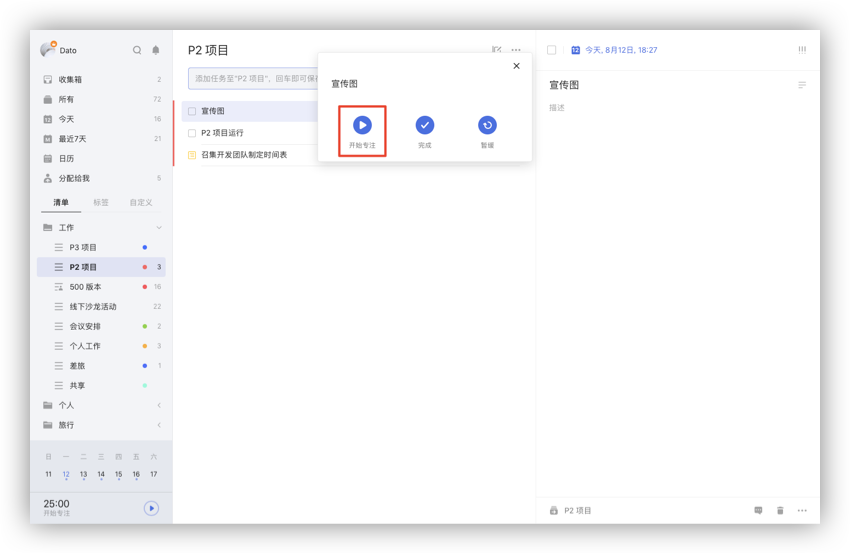 Dato
收集箱 2
所有 72
12 今天 16
最近7天 21
日历
分配给我 5
清单 标签 自定义
工作
P3 项目
P2 项目 3
500 版本 16
线下沙龙活动 22
会议安排 2
个人工作 3
差旅 1
共享
个人
旅行
日 一 二 三 四 五 六
11 12 13 14 15 16 17
25:00
开始专注
P2 项目
添加任务至"P2 项目"，回车即可保
宣传图
P2 项目运行
召集开发团队制定时间表
宣传图
开始专注 完成 暂缓
12 今天, 8月12日, 18:27
宣传图
描述
P2 项目